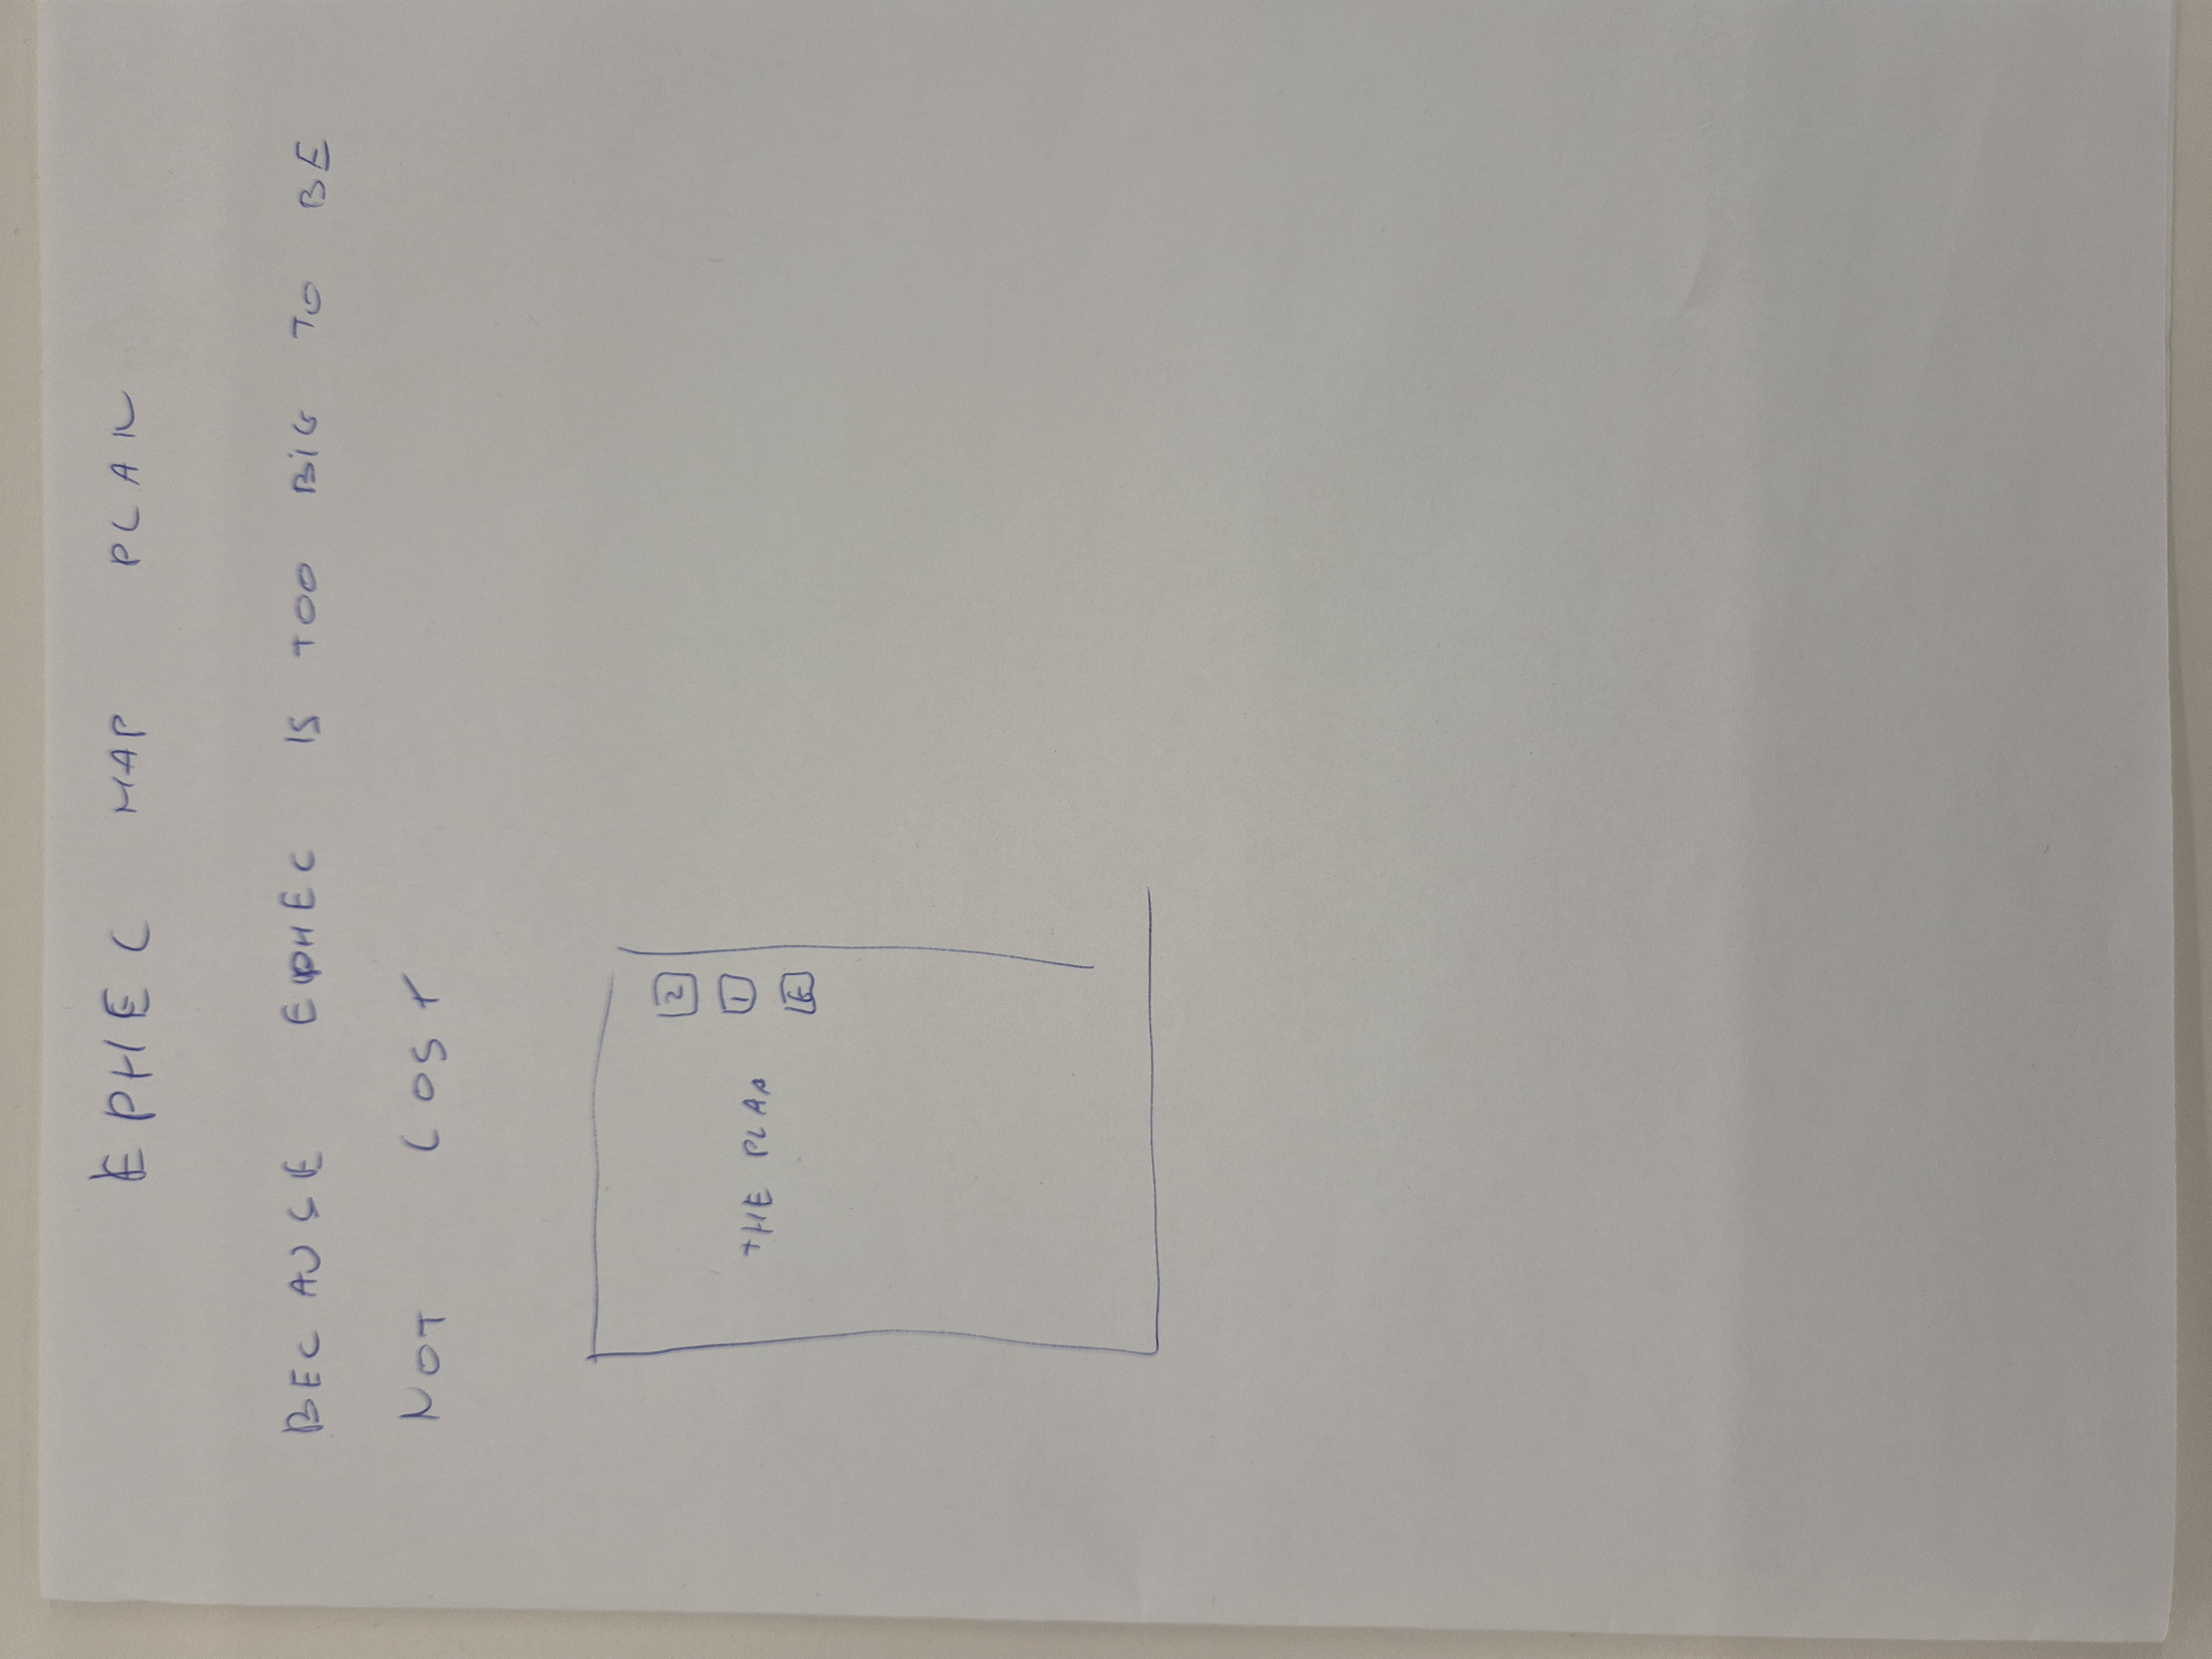 EPHEC MAP PLAN
BECAUSE EPHEC IS TOO BIG TO BE
NOT LOST
2
THE PLAN
1
E